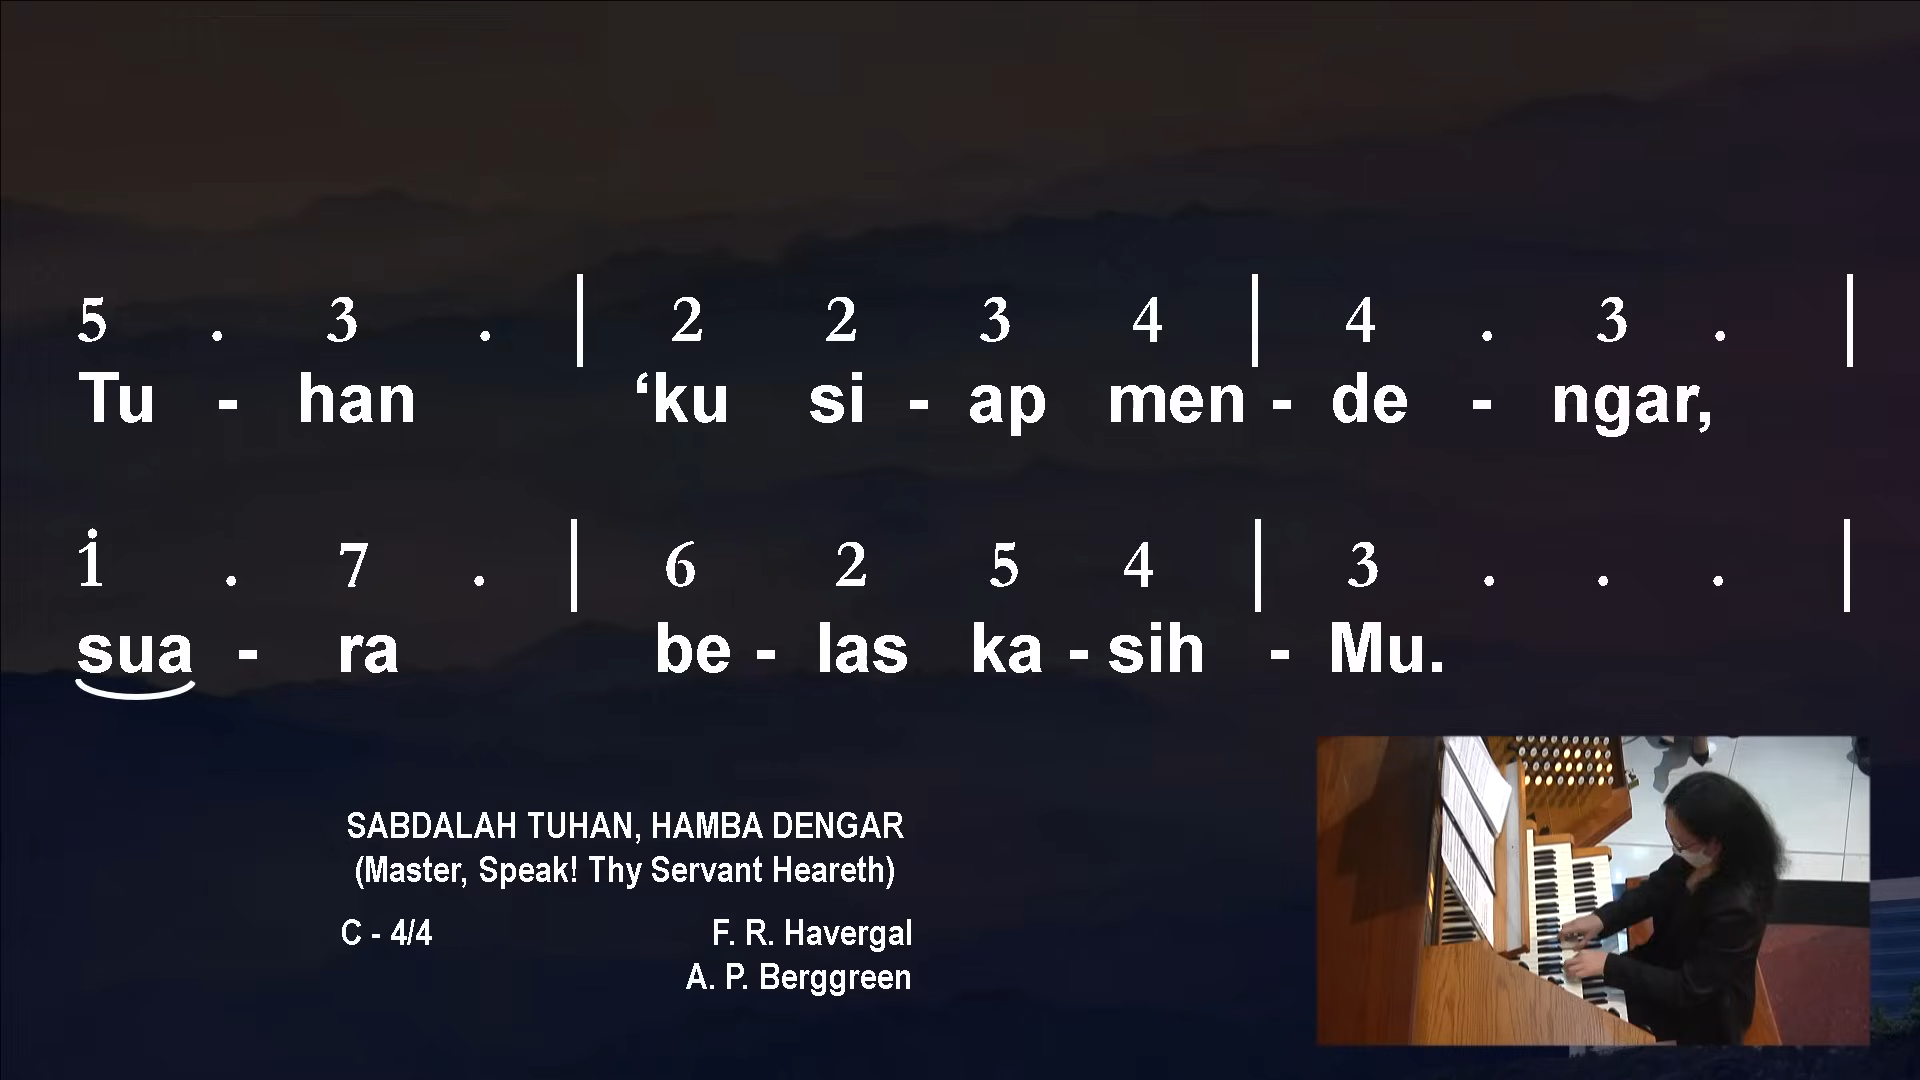 5 . 3 . | 2 2 3 4 | 4 . 3 . |
Tu - han ‘ku si - ap men - de - ngar,
1̇ . 7 . | 6 2 5 4 | 3 . . . |
sua - ra be - las ka - sih - Mu.
SABDALAH TUHAN, HAMBA DENGAR
(Master, Speak! Thy Servant Heareth)
C - 4/4 F. R. Havergal
A. P. Berggreen